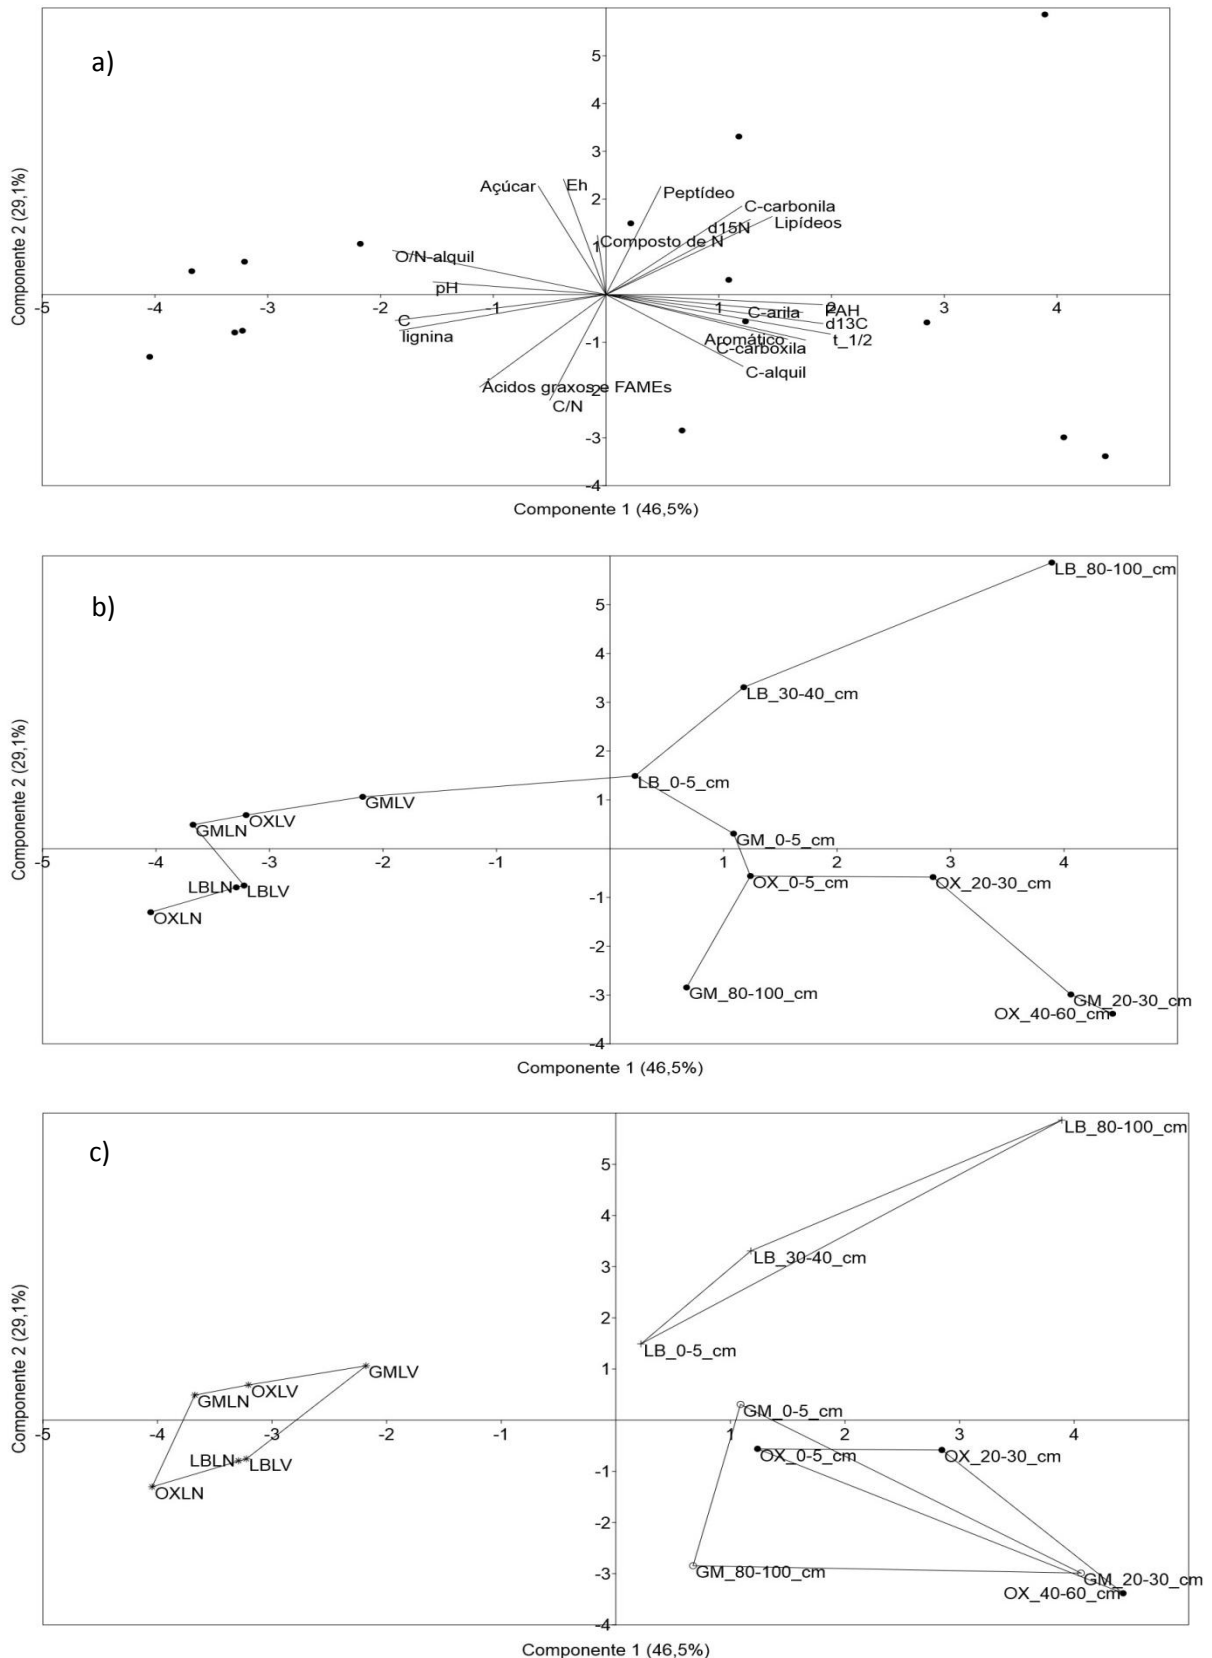 a)
5
4
3
2
1
-5
-4
-3
-2
-1
1
2
3
4
-1
-2
-3
-4
Açúcar
Eh
Peptídeo
C-carbonila
d15N
Lipídeos
Composto de N
O/N-alquil
pH
C
lignina
C-arila
PAH
d13C
Aromático
t_1/2
C-carboxila
C-alquil
Ácidos graxos e FAMEs
C/N
Componente 2 (29,1%)
Componente 1 (46,5%)
b)
5
4
3
2
1
-5
-4
-3
-2
-1
1
2
3
4
-1
-2
-3
-4
LB_80-100_cm
LB_30-40_cm
LB_0-5_cm
GMLV
OXLV
GMLN
GM_0-5_cm
LBLN
LBLV
OXLN
OX_0-5_cm
OX_20-30_cm
GM_80-100_cm
GM_20-30_cm
OX_40-60_cm
Componente 2 (29,1%)
Componente 1 (46,5%)
c)
5
4
3
2
1
-5
-4
-3
-2
-1
1
2
3
4
-1
-2
-3
-4
LB_80-100_cm
LB_30-40_cm
LB_0-5_cm
GMLV
OXLV
GMLN
GM_0-5_cm
LBLN
LBLV
OXLN
OX_0-5_cm
OX_20-30_cm
GM_80-100_cm
GM_20-30_cm
OX_40-60_cm
Componente 2 (29,1%)
Componente 1 (46,5%)